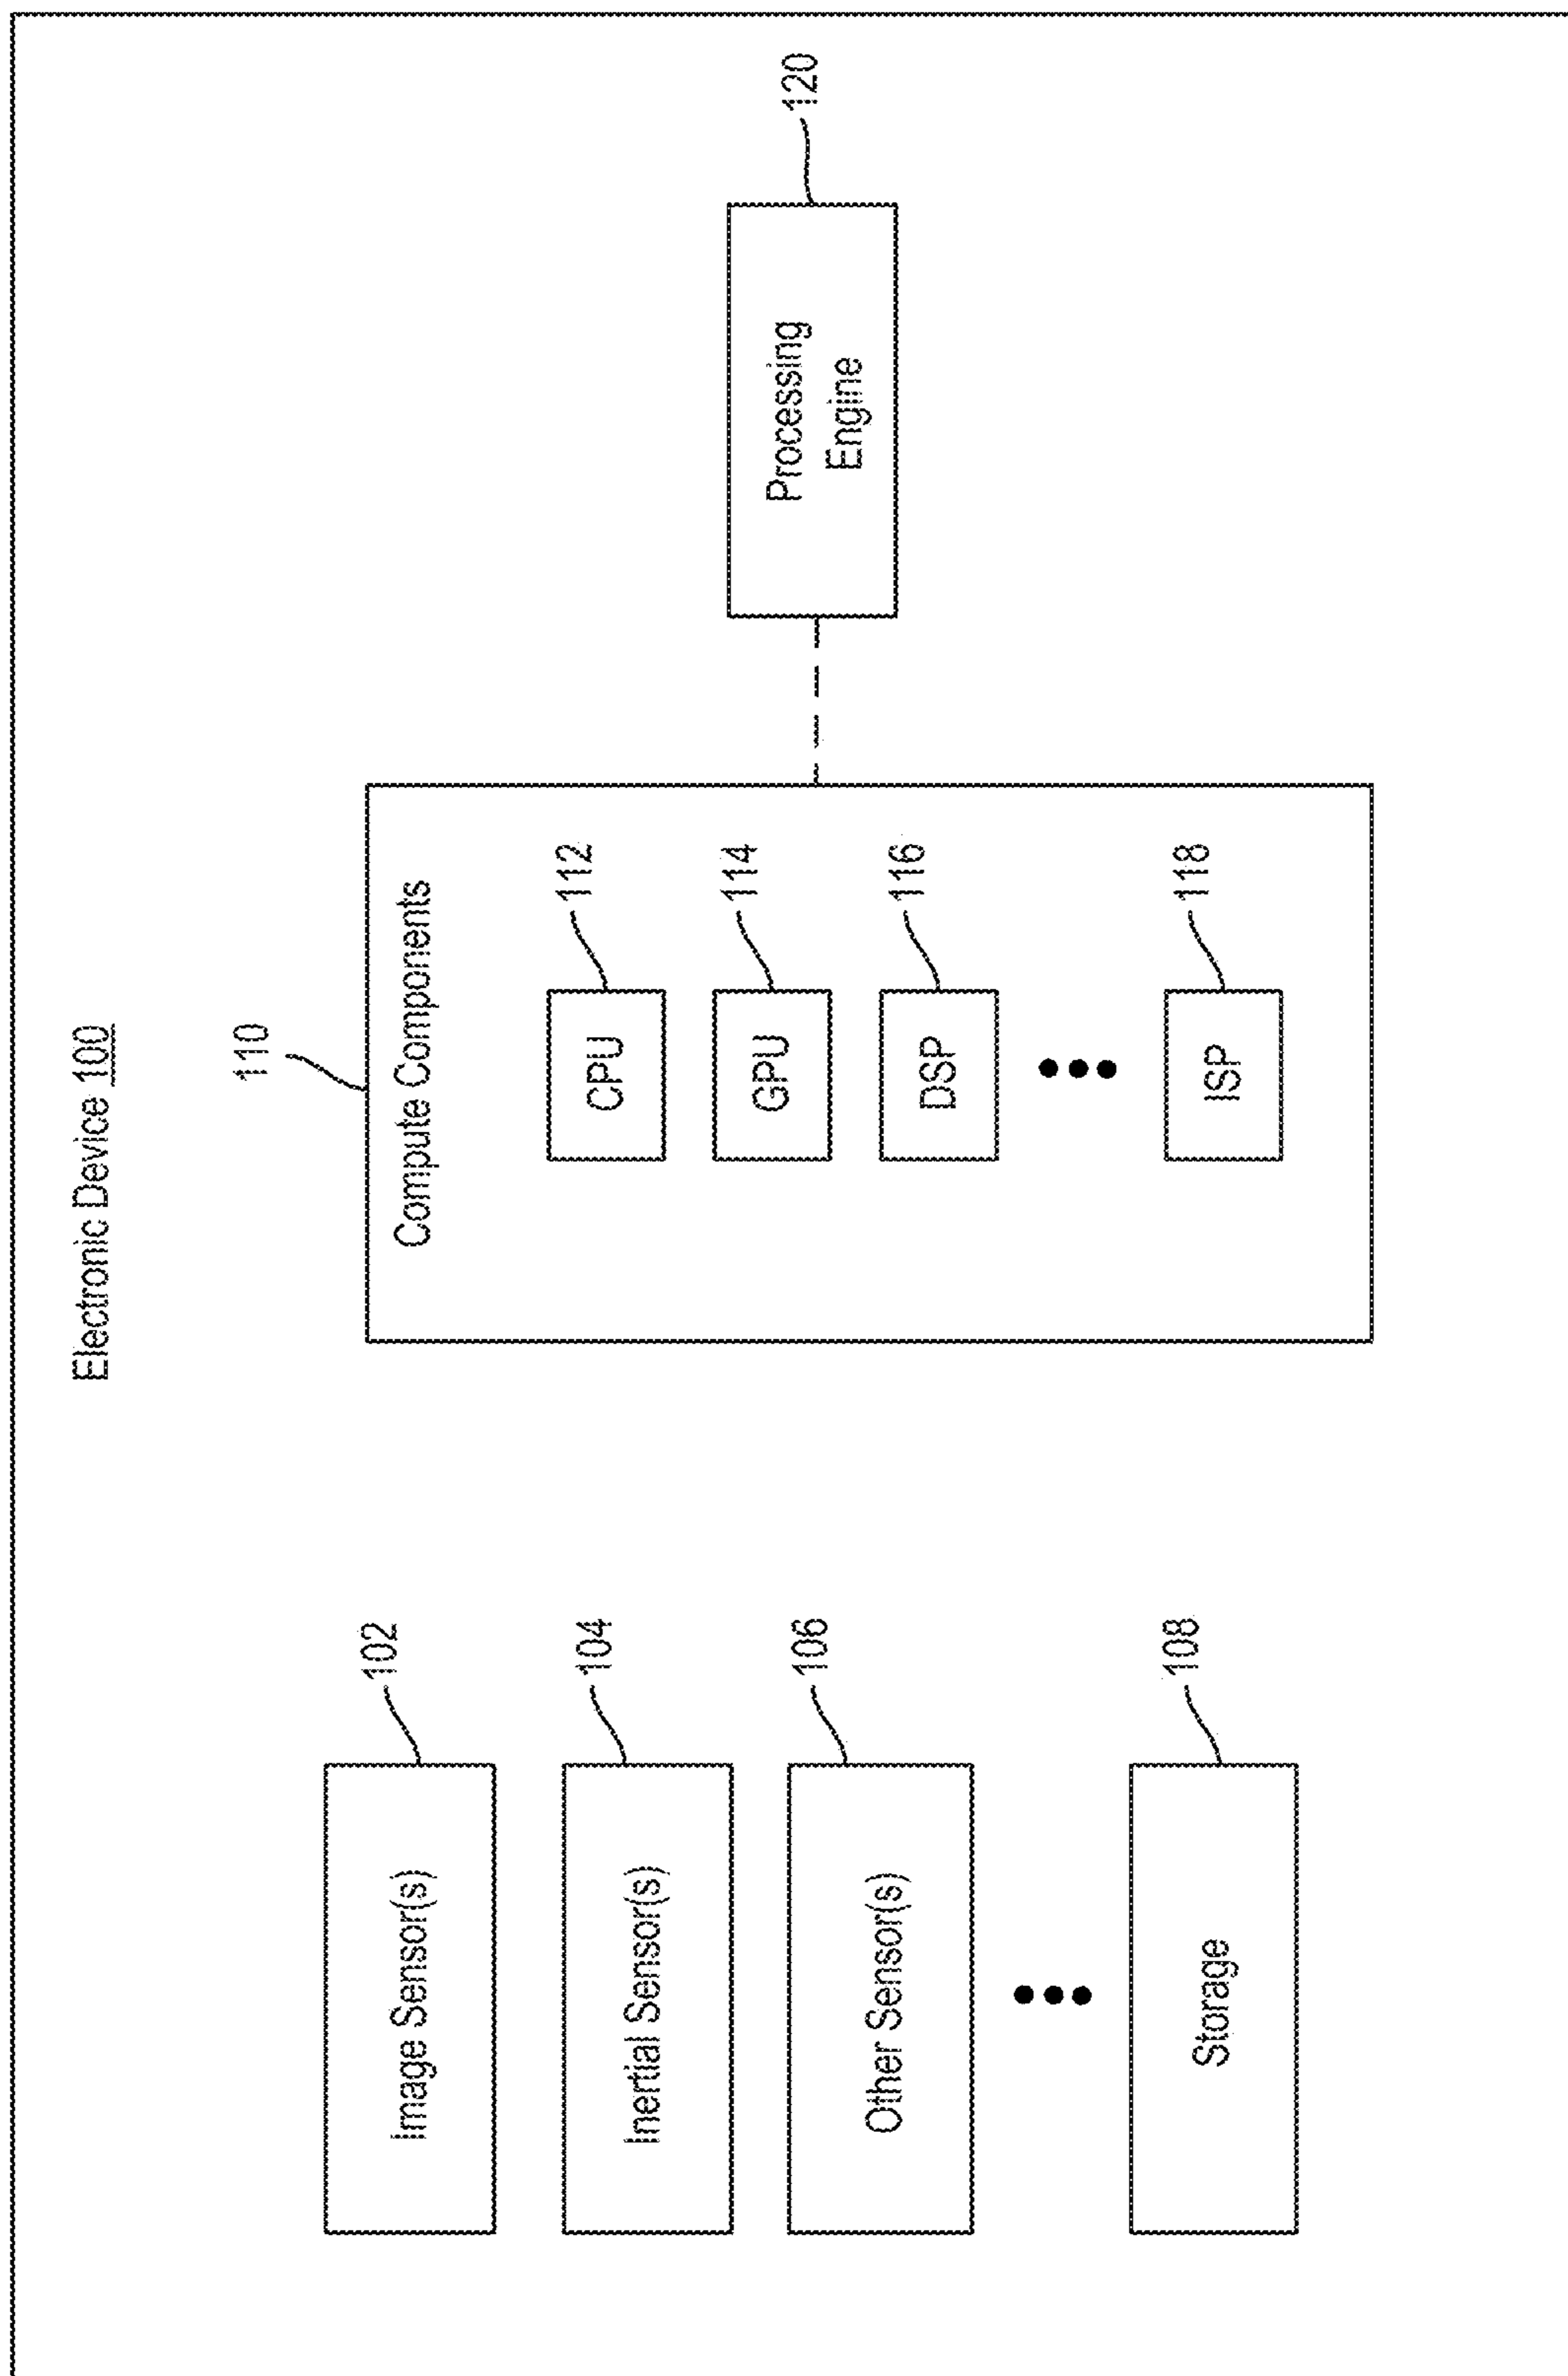 Electronic Device 100
110
Compute Components
102
Image Sensor(s)
104
Inertial Sensor(s)
106
Other Sensor(s)
108
Storage
112
CPU
114
GPU
116
DSP
118
ISP
120
Processing
Engine